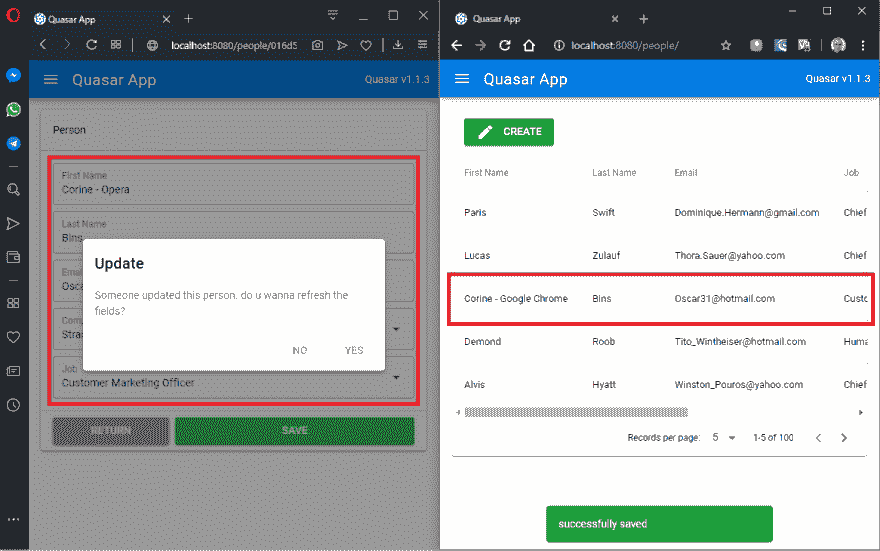 Quasar App
localhost:8080/people/016d5
Quasar App
Quasar v1.1.3
Person
First Name
Corine - Opera
Last Name
Bins
Update
Someone updated this person. do u wanna refresh the
fields?
NO
YES
Job
Customer Marketing Officer
RETURN
SAVE
Quasar App
localhost:8080/people/
Quasar App
Quasar v1.1.3
CREATE
First Name
Last Name
Email
Job
Paris
Swift
Dominique.Hermann@gmail.com
Chief
Lucas
Zulauf
Thora.Sauer@yahoo.com
Chief
Corine - Google Chrome
Bins
Oscar31@hotmail.com
Custo
Demond
Roob
Tito_Wintheiser@hotmail.com
Huma
Alvis
Hyatt
Winston_Pouros@yahoo.com
Chief
Records per page:
5
1-5 of 100
successfully saved